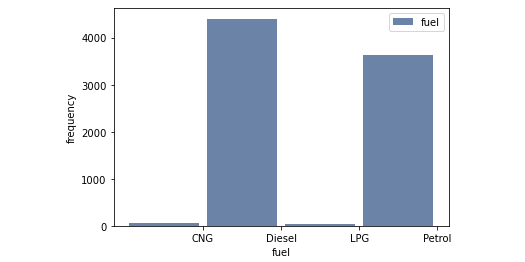 fuel
4000
3000
2000
1000
0
frequency
CNG Diesel LPG Petrol
fuel